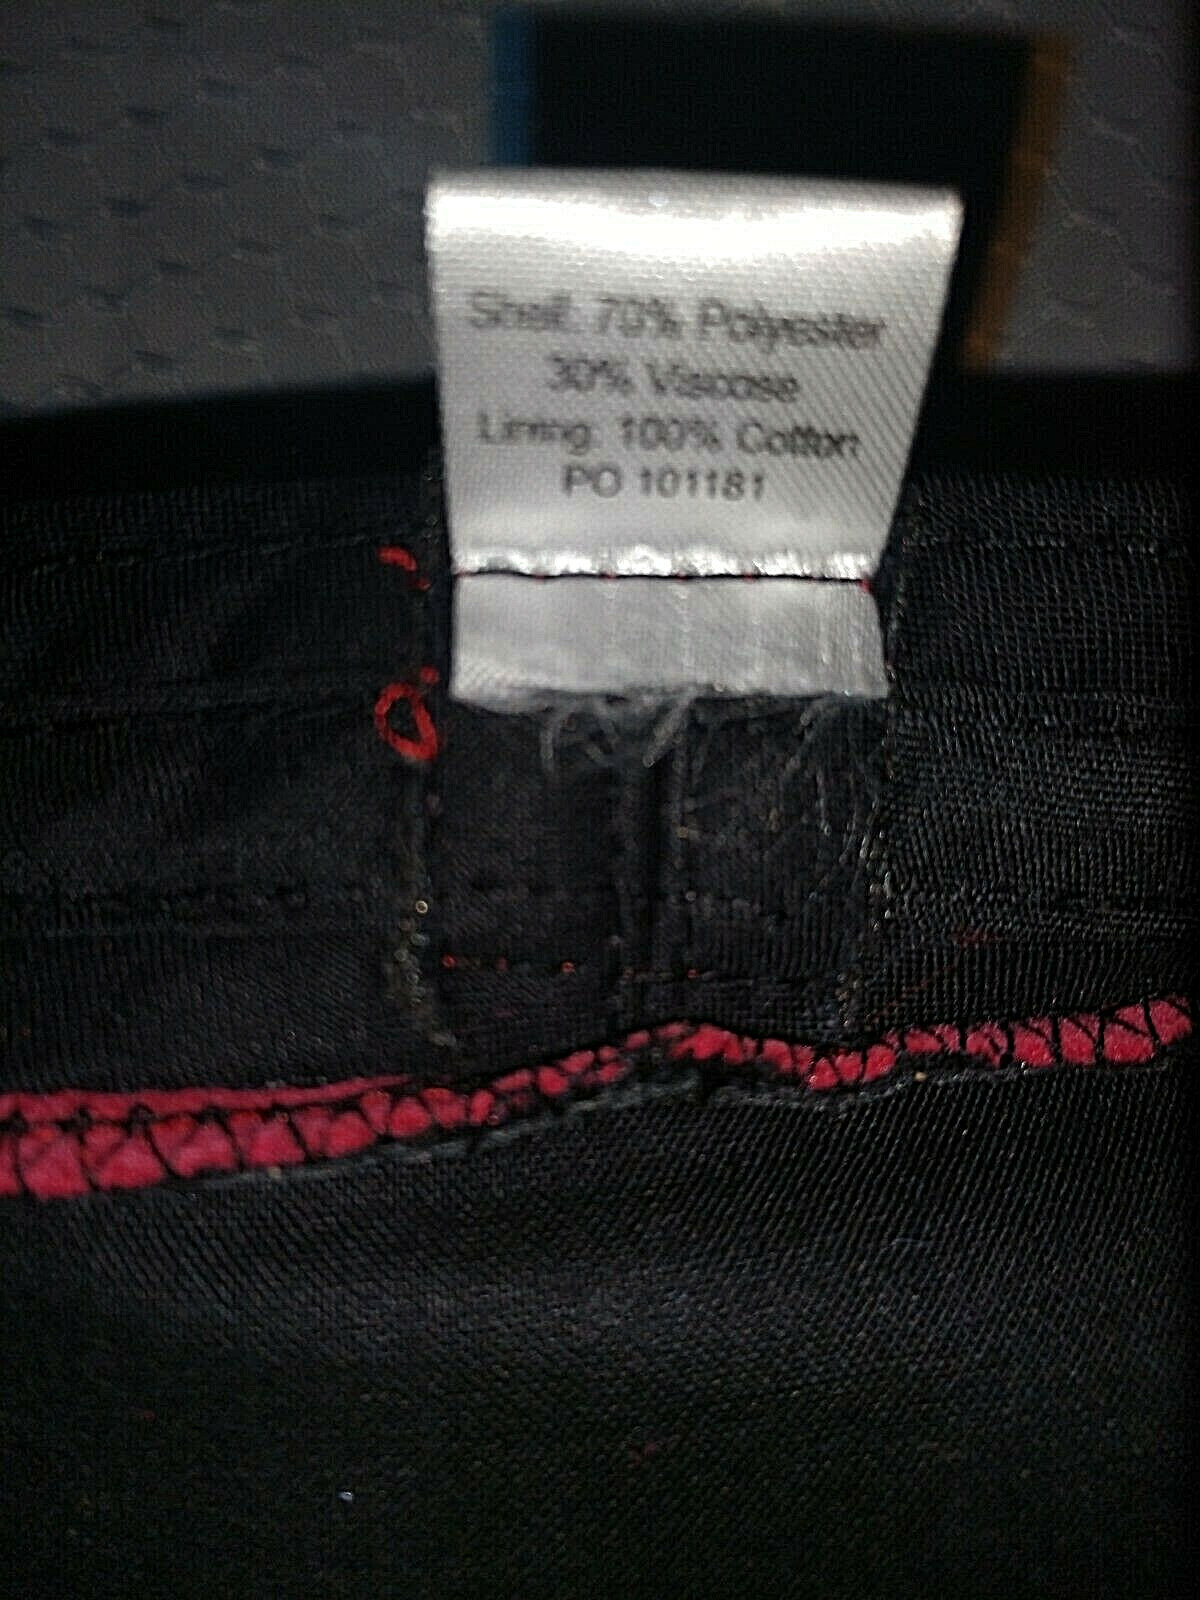 Shell: 70% Polyester
30% Viscose
Lining: 100% Cotton
PO 101181